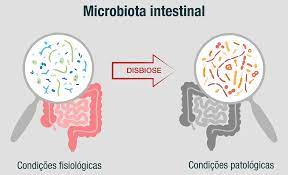 Microbiota intestinal
DISBIOSE
Condições fisiológicas
Condições patológicas